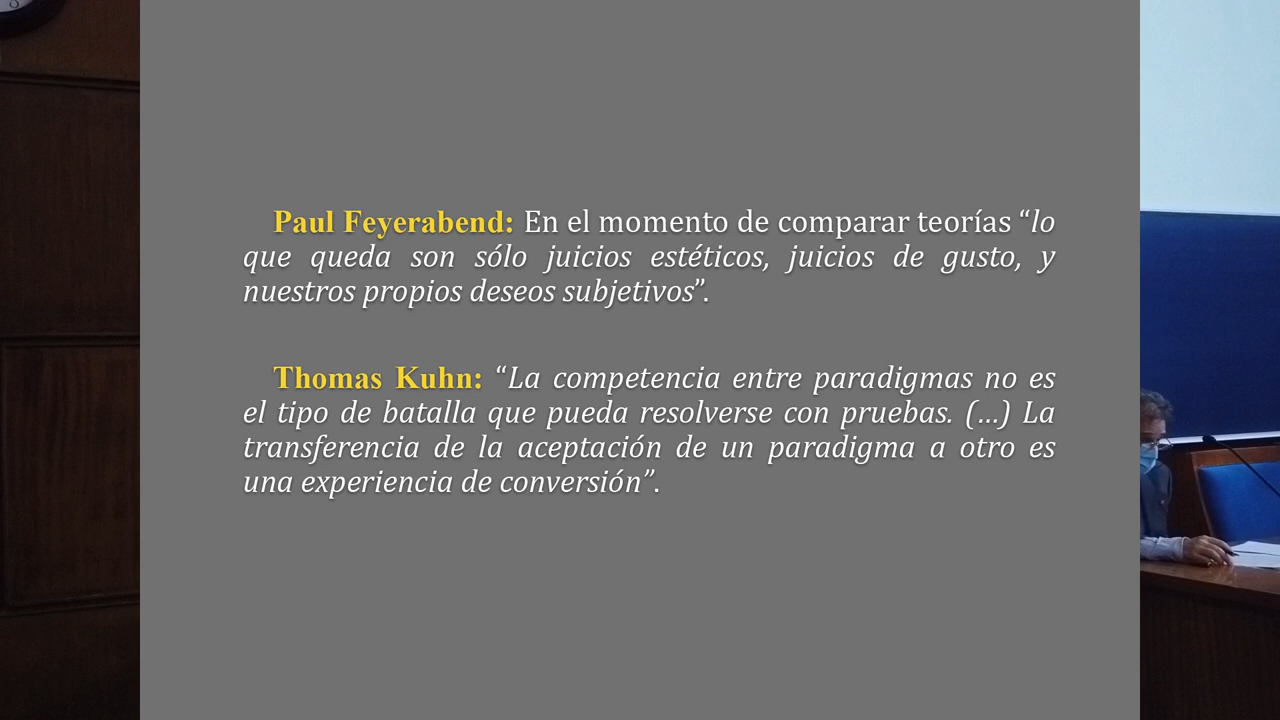 Paul Feyerabend: En el momento de comparar teorías “lo
que queda son sólo juicios estéticos, juicios de gusto, y
nuestros propios deseos subjetivos”.
Thomas Kuhn: “La competencia entre paradigmas no es
el tipo de batalla que pueda resolverse con pruebas. (…) La
transferencia de la aceptación de un paradigma a otro es
una experiencia de conversión”.